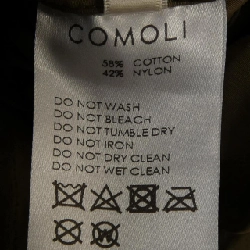 COMOLI
58% COTTON
42% NYLON
DO NOT WASH
DO NOT BLEACH
DO NOT TUMBLE DRY
DO NOT IRON
DO NOT DRY CLEAN
DO NOT WET CLEAN